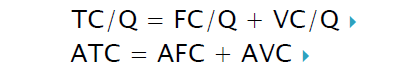 TC/Q = FC/Q + VC/Q
ATC = AFC + AVC